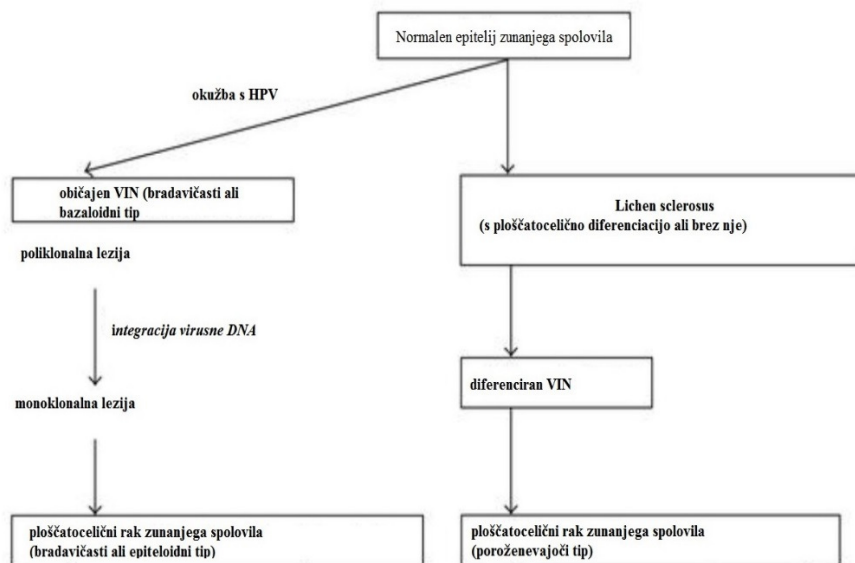 Normalen epitelij zunanjega spolovila
okužba s HPV
običajen VIN (bradavičasti ali
bazaloidni tip
poliklonalna lezija
integracija virusne DNA
monoklonalna lezija
ploščatocelični rak zunanjega spolovila
(bradavičasti ali epiteloidni tip)
Lichen sclerosus
(s ploščatocelično diferenciacijo ali brez nje)
diferenciran VIN
ploščatocelični rak zunanjega spolovila
(poroženevajoči tip)